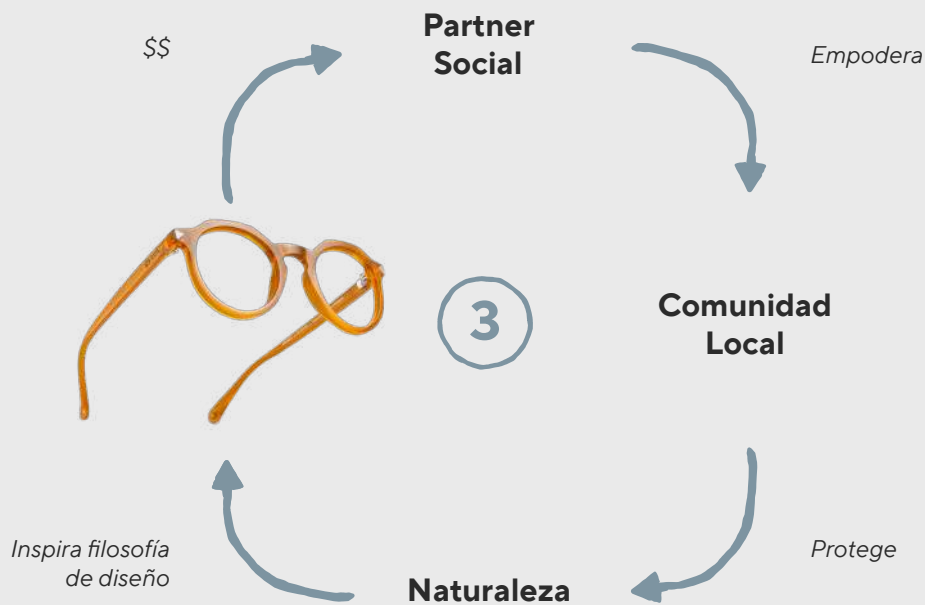 $$
Partner
Social
Empodera
3
Comunidad
Local
Inspira filosofía
de diseño
Naturaleza
Protege